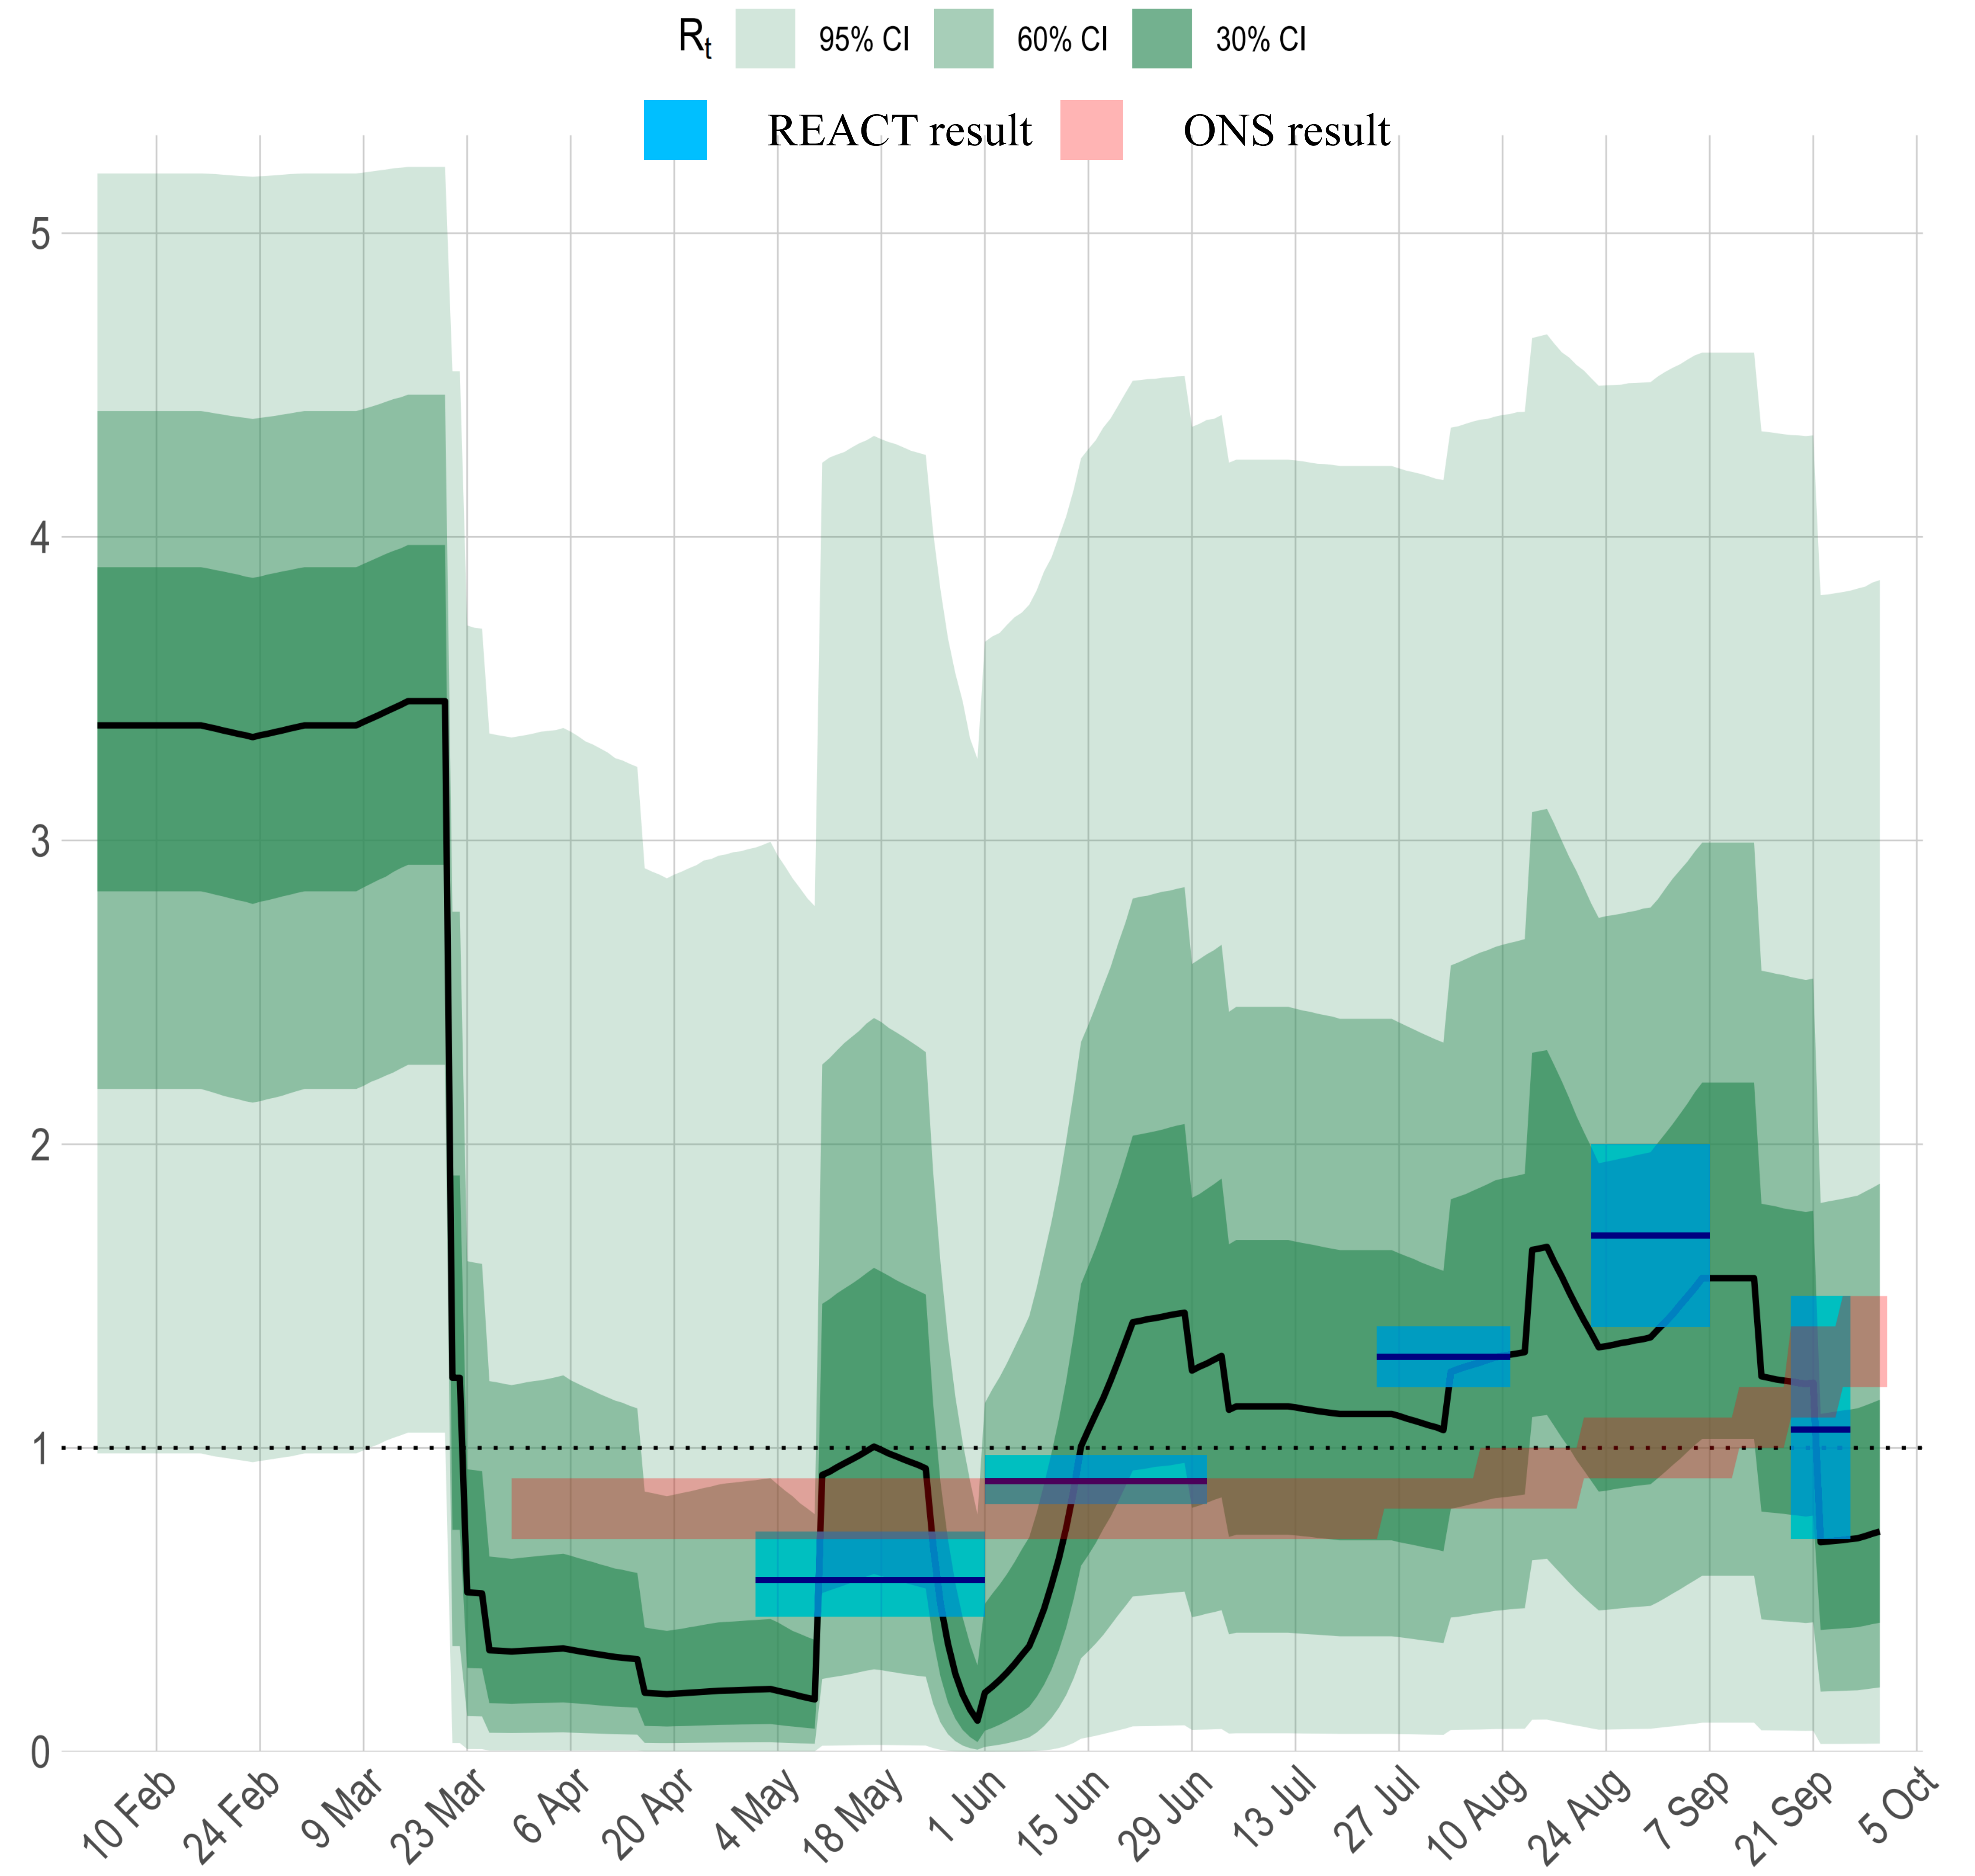 Rt 95% CI 60% CI 30% CI
REACT result ONS result
5
4
3
2
1
0
10 Feb 24 Feb 9 Mar 23 Mar 6 Apr 20 Apr 4 May 18 May 1 Jun 15 Jun 29 Jun 13 Jul 27 Jul 10 Aug 24 Aug 7 Sep 21 Sep 5 Oct